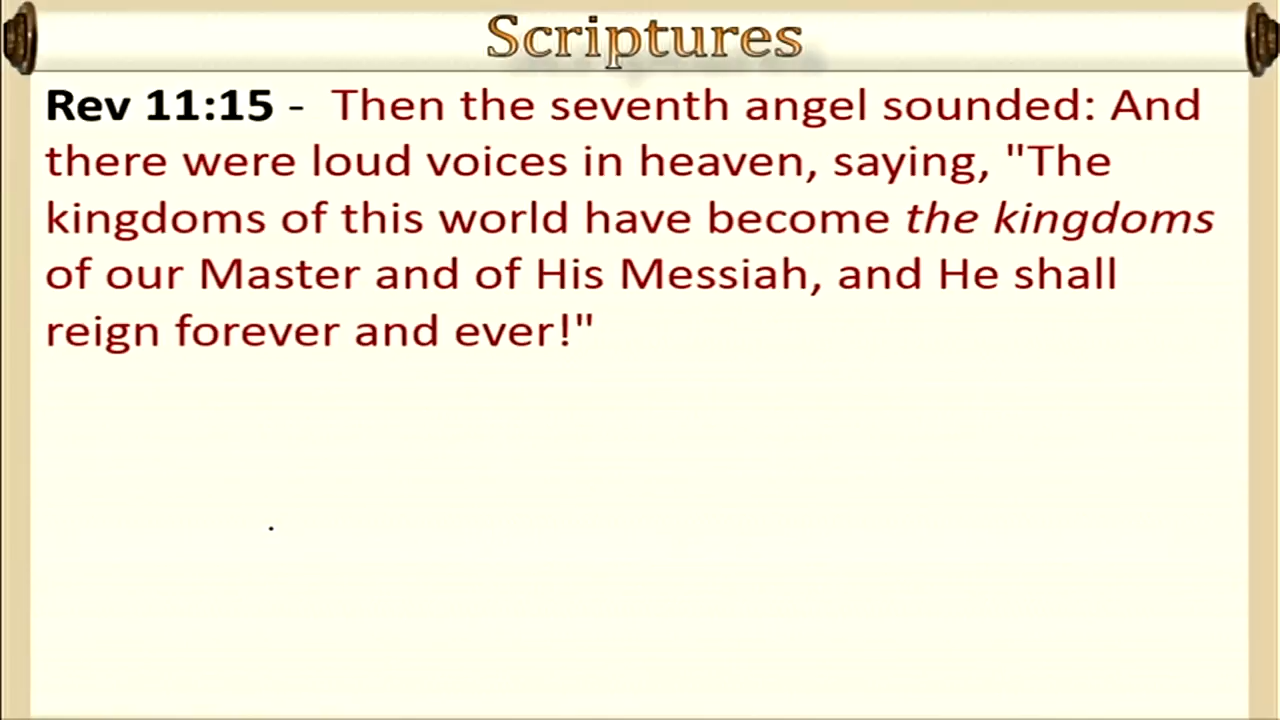 Scriptures
Rev 11:15 - Then the seventh angel sounded: And
there were loud voices in heaven, saying, "The
kingdoms of this world have become the kingdoms
of our Master and of His Messiah, and He shall
reign forever and ever!"
.